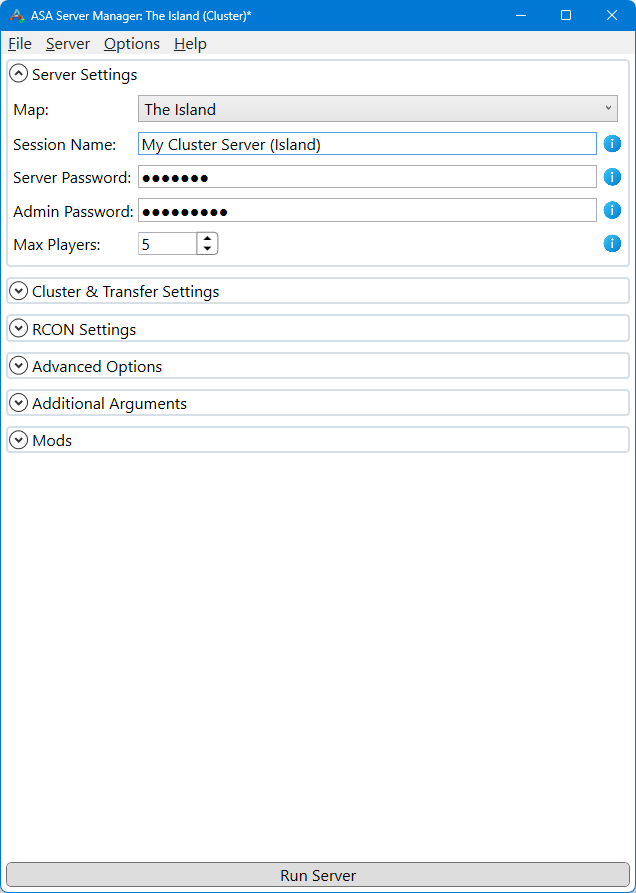 ASA Server Manager: The Island (Cluster)*
File Server Options Help
Server Settings
Map: The Island
Session Name: My Cluster Server (Island)
Server Password: ●●●●●●●
Admin Password: ●●●●●●●●●
Max Players: 5
Cluster & Transfer Settings
RCON Settings
Advanced Options
Additional Arguments
Mods
Run Server